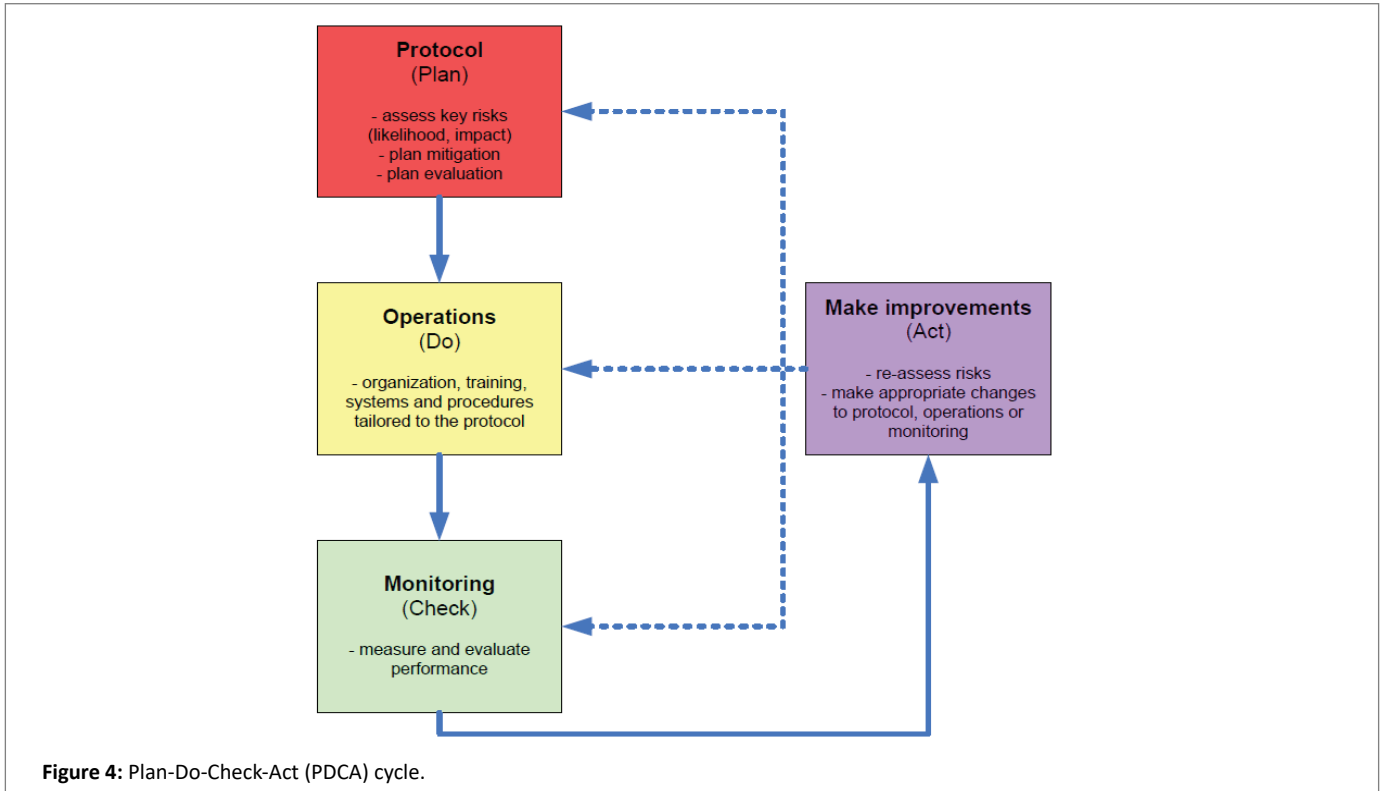 Protocol
(Plan)
- assess key risks
(likelihood, impact)
- plan mitigation
- plan evaluation
Operations
(Do)
- organization, training,
systems and procedures
tailored to the protocol
Make improvements
(Act)
- re-assess risks
- make appropriate changes
to protocol, operations or
monitoring
Monitoring
(Check)
- measure and evaluate
performance
Figure 4: Plan-Do-Check-Act (PDCA) cycle.